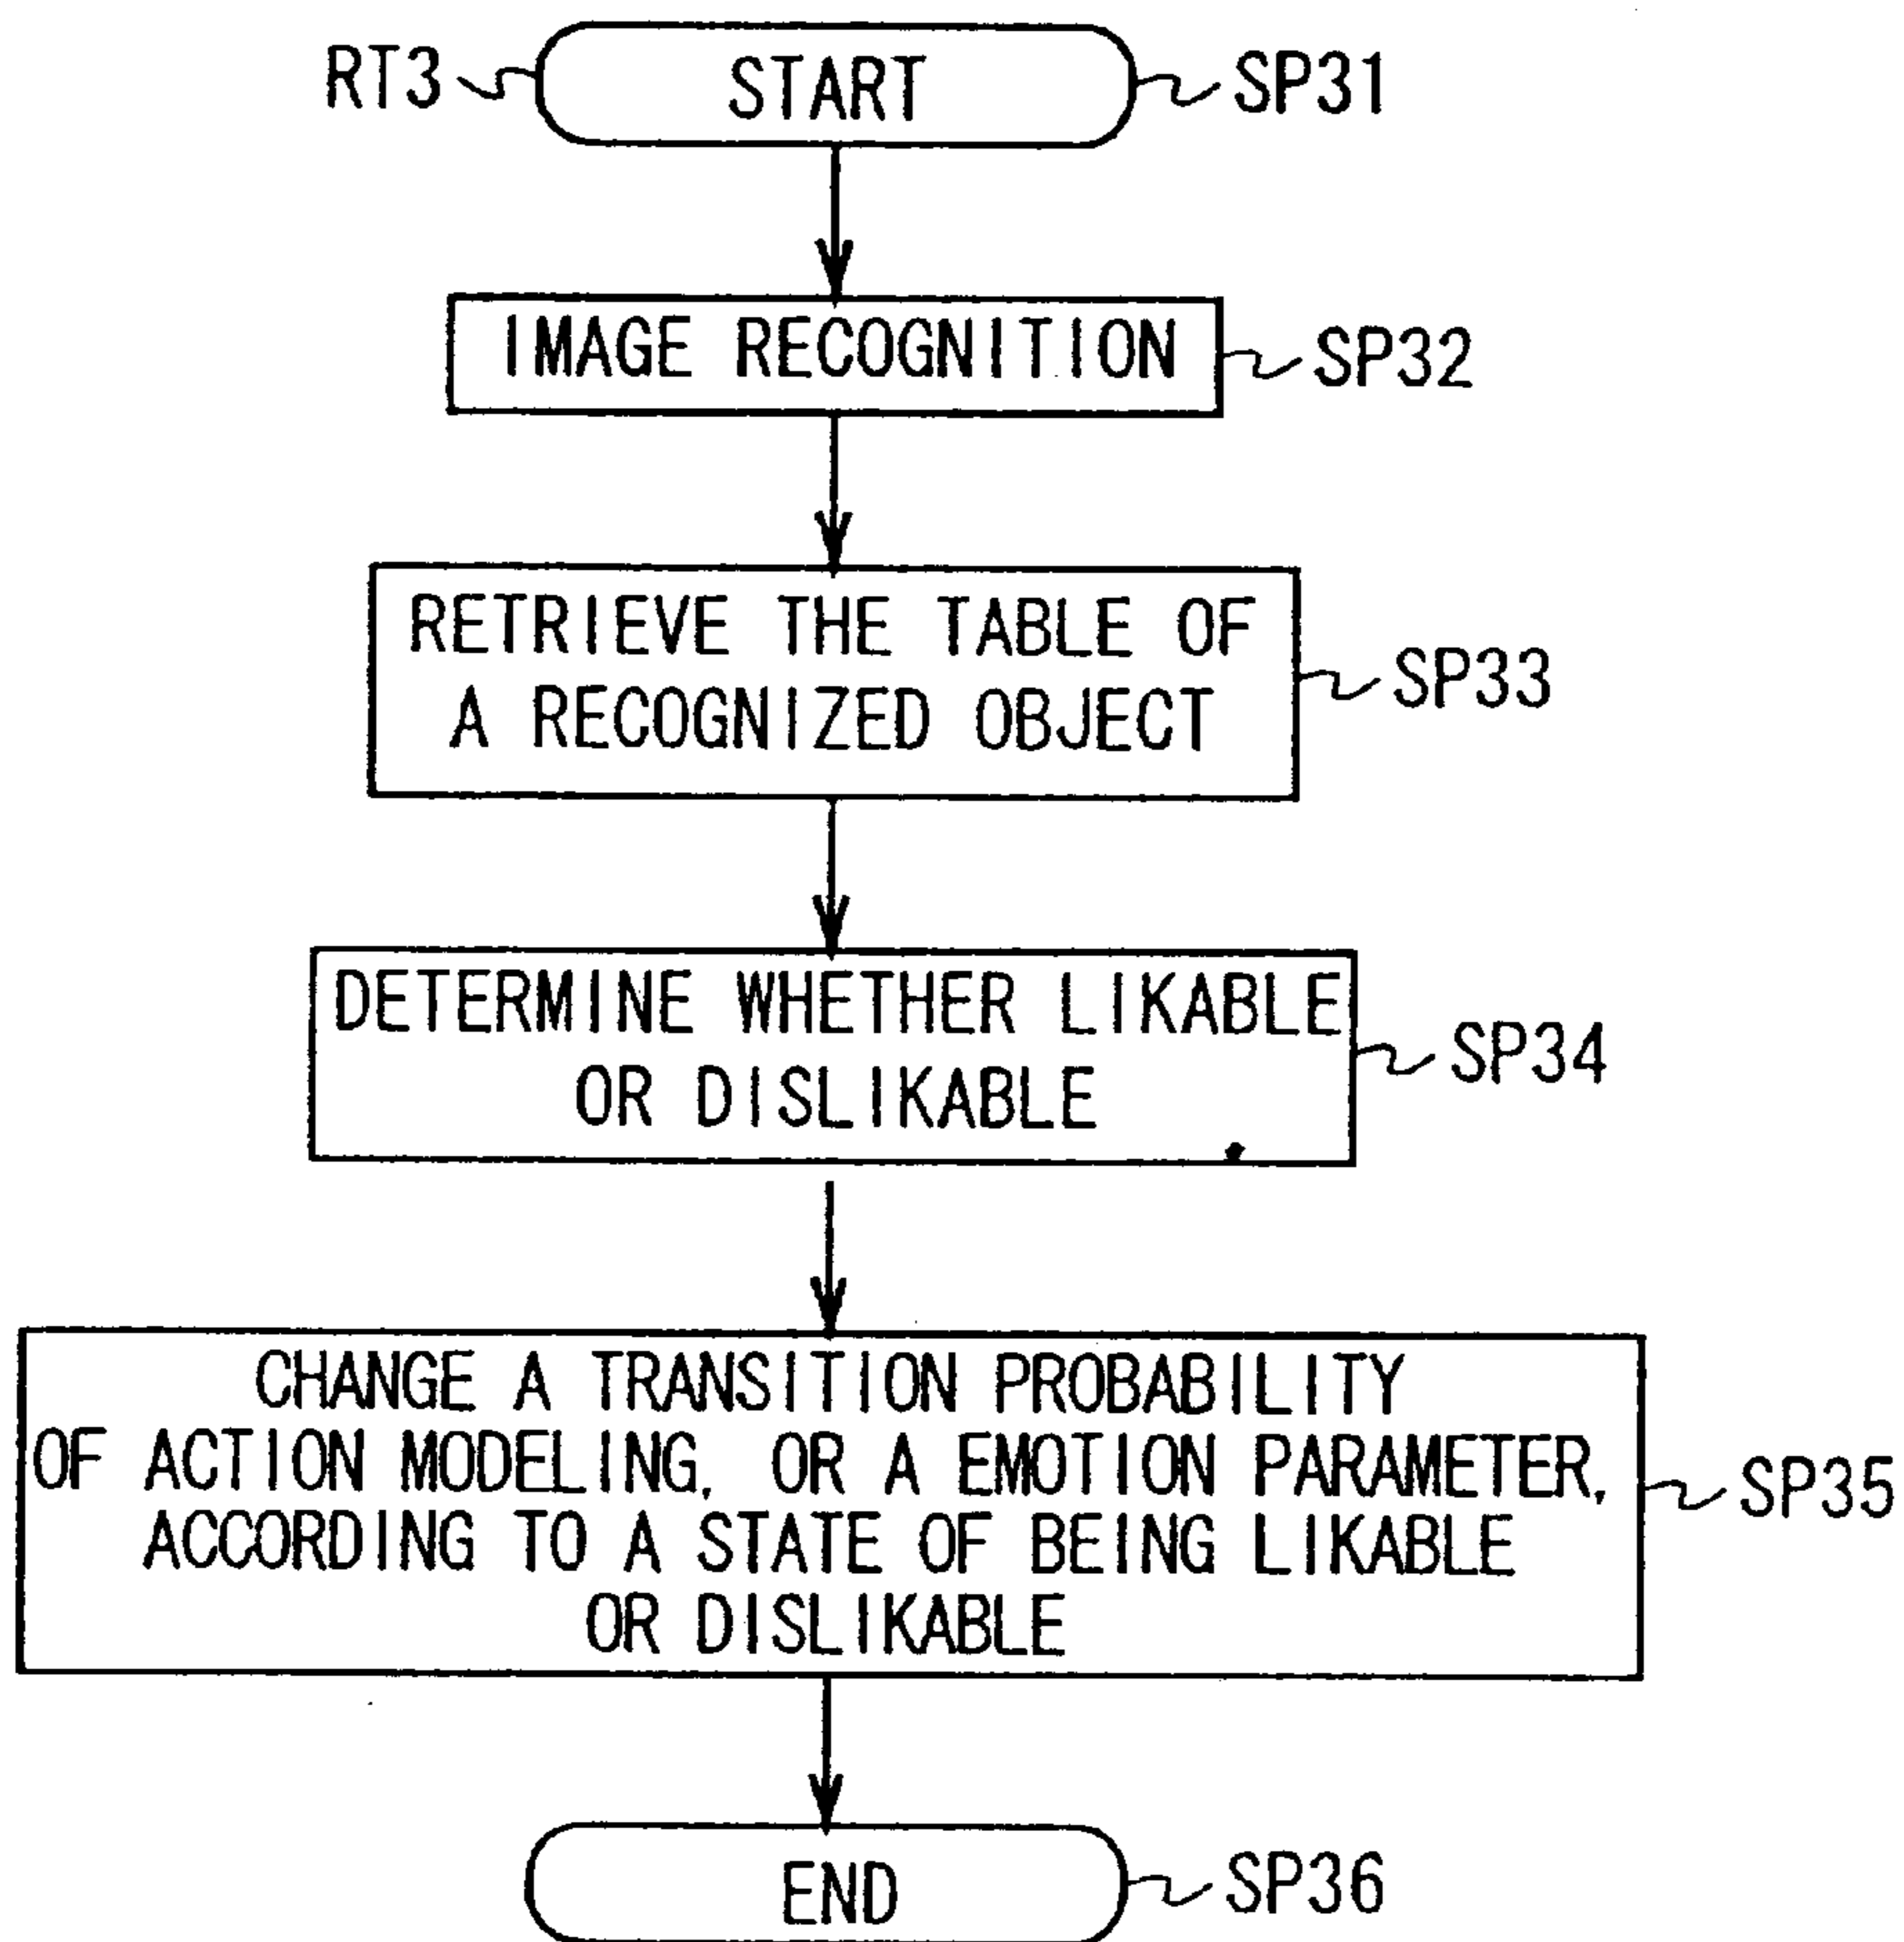 RT3 START SP31
IMAGE RECOGNITION SP32
RETRIEVE THE TABLE OF
A RECOGNIZED OBJECT
SP33
DETERMINE WHETHER LIKABLE
OR DISLIKABLE
SP34
CHANGE A TRANSITION PROBABILITY
OF ACTION MODELING, OR A EMOTION PARAMETER,
ACCORDING TO A STATE OF BEING LIKABLE
OR DISLIKABLE
SP35
END SP36